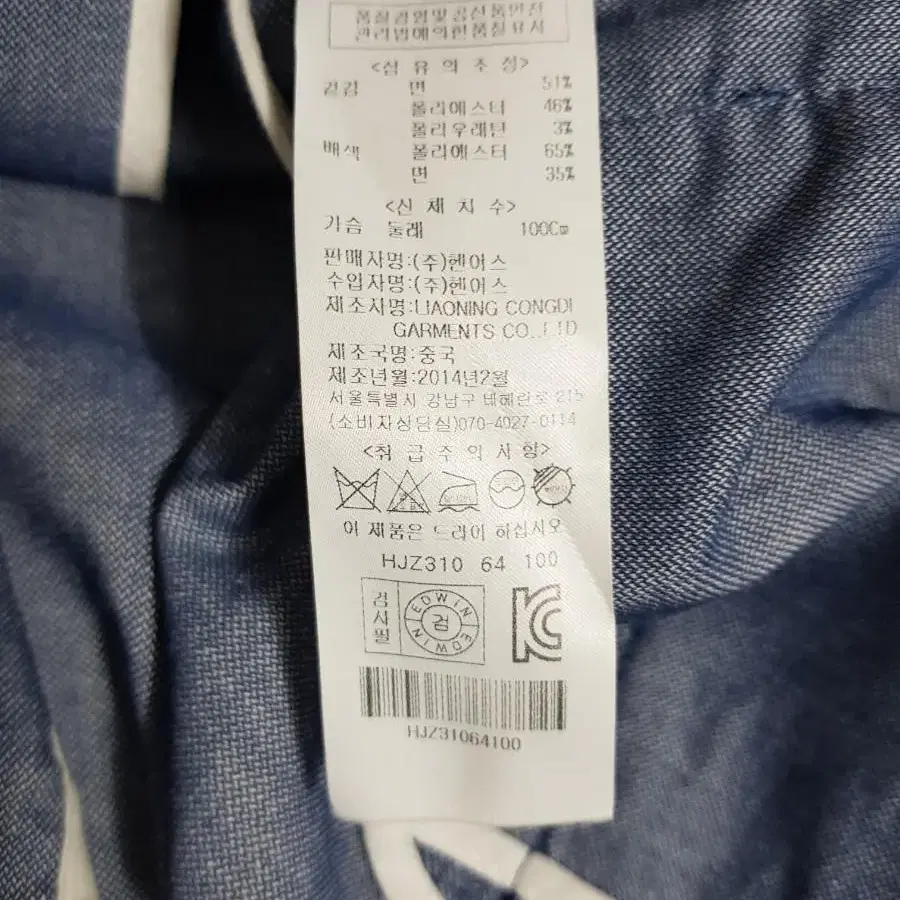 품질경영및공산품안전
관리법에의한품질표시
<섬 유 의 조 성>
겉감 면 51%
폴리에스터 46%
폴리우레탄 3%
배색 폴리에스터 65%
면 35%
<신 체 치 수>
가슴 둘레 100Cm
판매자명:(주)헨어스
수입자명:(주)헨어스
제조자명:LIAONING CONGDI
GARMENTS CO.,LTD
제조국명:중국
제조년월:2014년2월
서울특별시 강남구 테헤란로 215
(소비자상담실)070-4027-0114
<취 급 주 의 사 항>
이 제품은 드라이 하십시오
HJZ310 64 100
검사필
EDWIN
검
EDWIN
HJZ31064100